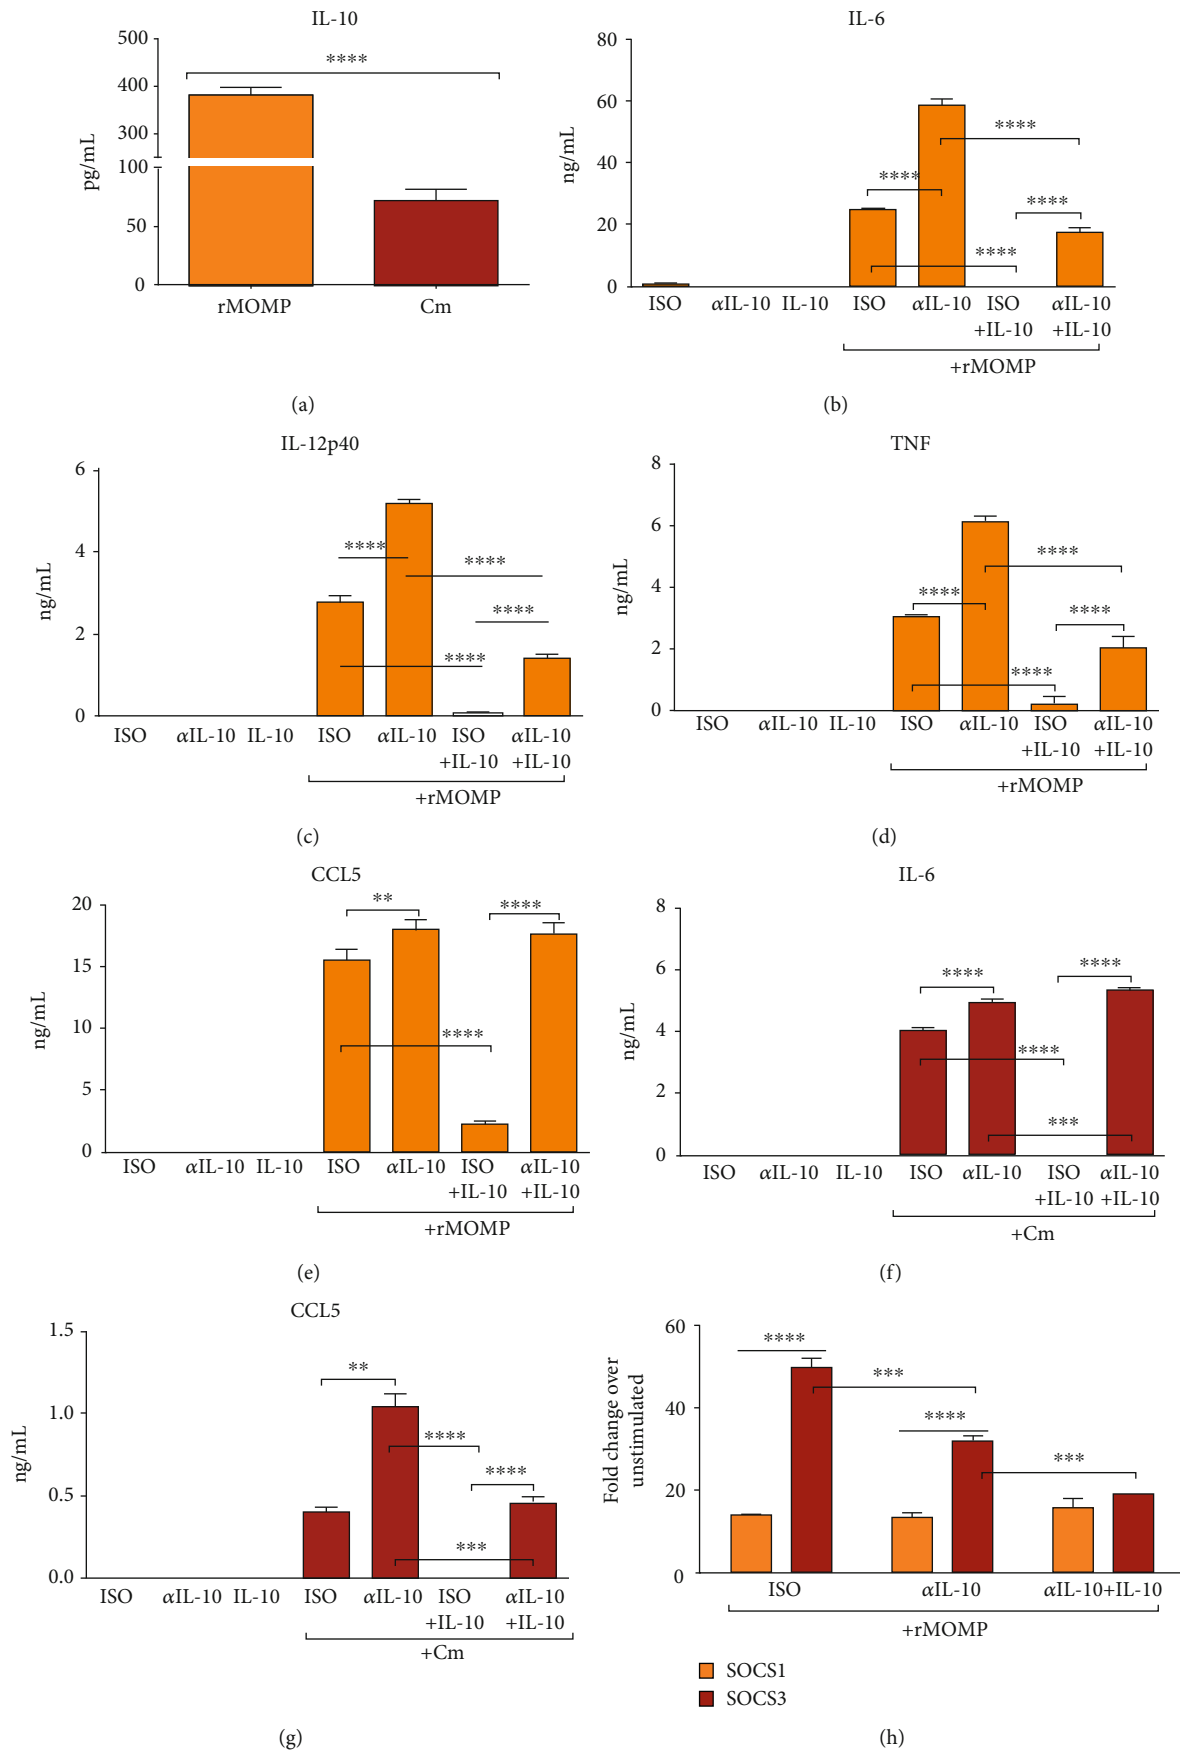 IL-10
500
400
300
100
50
0
pg/mL
****
rMOMP Cm
(a)
IL-6
80
60
40
20
0
ng/mL
****
****
****
****
ISO αIL-10 IL-10 ISO αIL-10 ISO αIL-10
+IL-10 +IL-10
+rMOMP
(b)
IL-12p40
6
4
2
0
ng/mL
****
****
****
****
ISO αIL-10 IL-10 ISO αIL-10 ISO αIL-10
+IL-10 +IL-10
+rMOMP
(c)
TNF
8
6
4
2
0
ng/mL
****
****
****
****
ISO αIL-10 IL-10 ISO αIL-10 ISO αIL-10
+IL-10 +IL-10
+rMOMP
(d)
CCL5
20
15
10
5
0
ng/mL
**
****
****
ISO αIL-10 IL-10 ISO αIL-10 ISO αIL-10
+IL-10 +IL-10
+rMOMP
(e)
IL-6
8
6
4
2
0
ng/mL
****
****
****
***
ISO αIL-10 IL-10 ISO αIL-10 ISO αIL-10
+IL-10 +IL-10
+Cm
(f)
CCL5
1.5
1.0
0.5
0.0
ng/mL
**
****
****
***
ISO αIL-10 IL-10 ISO αIL-10 ISO αIL-10
+IL-10 +IL-10
+Cm
(g)
60
40
20
0
Fold change over
unstimulated
****
***
****
***
ISO αIL-10 αIL-10+IL-10
+rMOMP
SOCS1
SOCS3
(h)